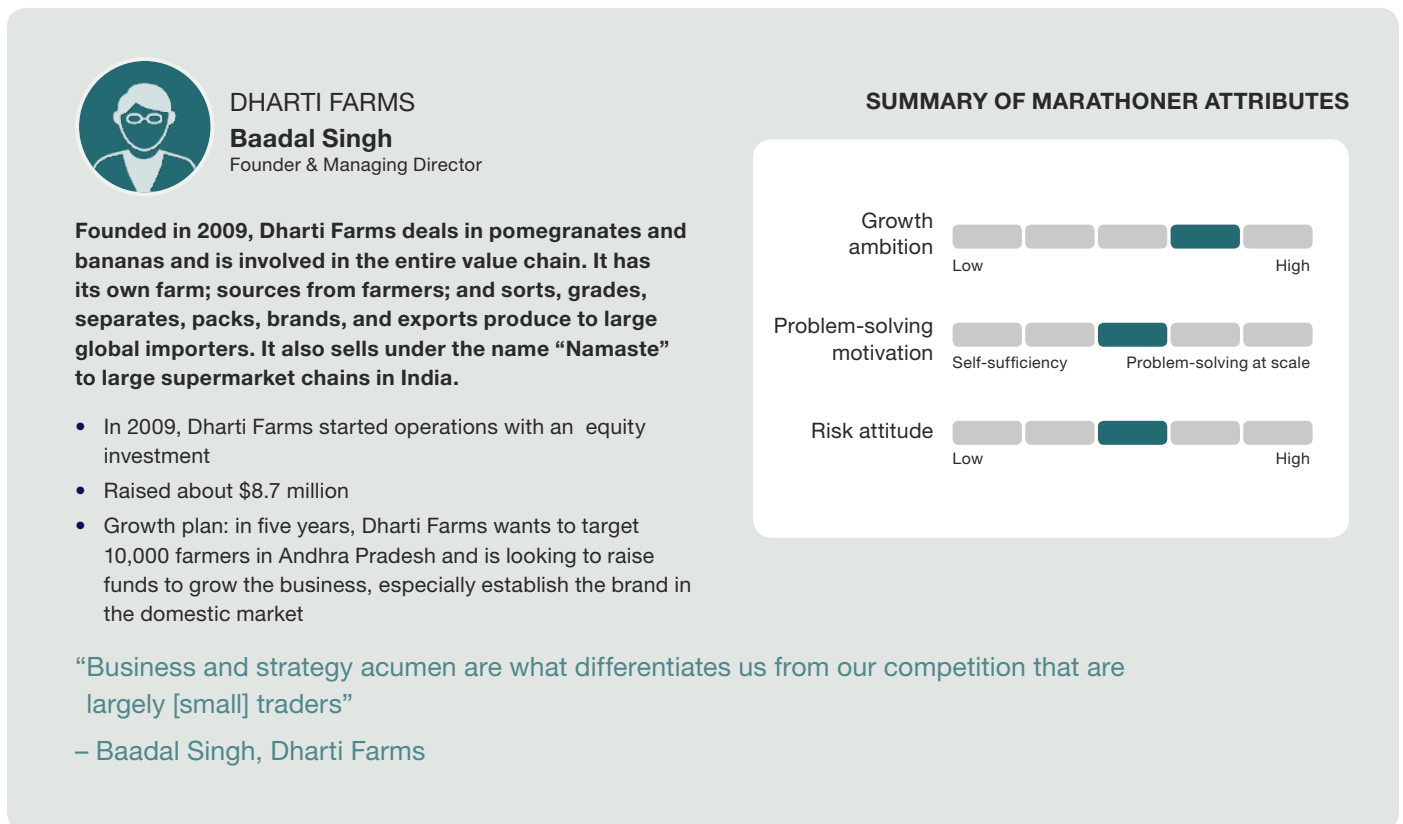 DHARTI FARMS
Baadal Singh
Founder & Managing Director
Founded in 2009, Dharti Farms deals in pomegranates and
bananas and is involved in the entire value chain. It has
its own farm; sources from farmers; and sorts, grades,
separates, packs, brands, and exports produce to large
global importers. It also sells under the name “Namaste”
to large supermarket chains in India.
• In 2009, Dharti Farms started operations with an  equity
investment
• Raised about $8.7 million
• Growth plan: in five years, Dharti Farms wants to target
10,000 farmers in Andhra Pradesh and is looking to raise
funds to grow the business, especially establish the brand in
the domestic market
SUMMARY OF MARATHONER ATTRIBUTES
Growth
ambition
Low High
Problem-solving
motivation
Self-sufficiency Problem-solving at scale
Risk attitude
Low High
“Business and strategy acumen are what differentiates us from our competition that are
largely [small] traders”
– Baadal Singh, Dharti Farms